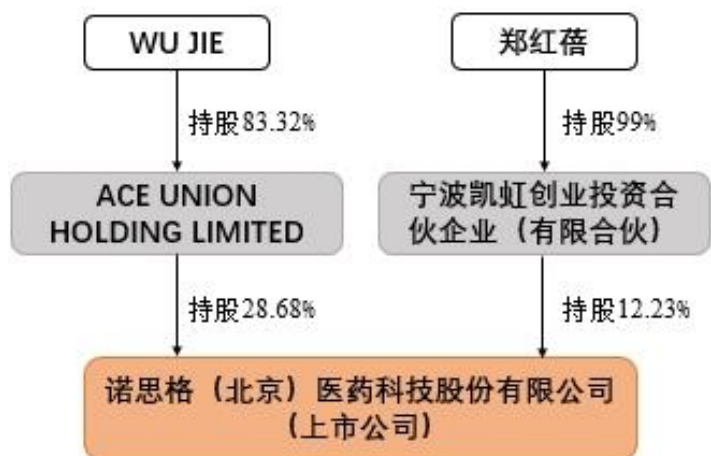 WU JIE
郑红蓓
持股83.32%
持股99%
ACE UNION
HOLDING LIMITED
宁波凯虹创业投资合
伙企业（有限合伙）
持股28.68%
持股12.23%
诺思格（北京）医药科技股份有限公司
（上市公司）